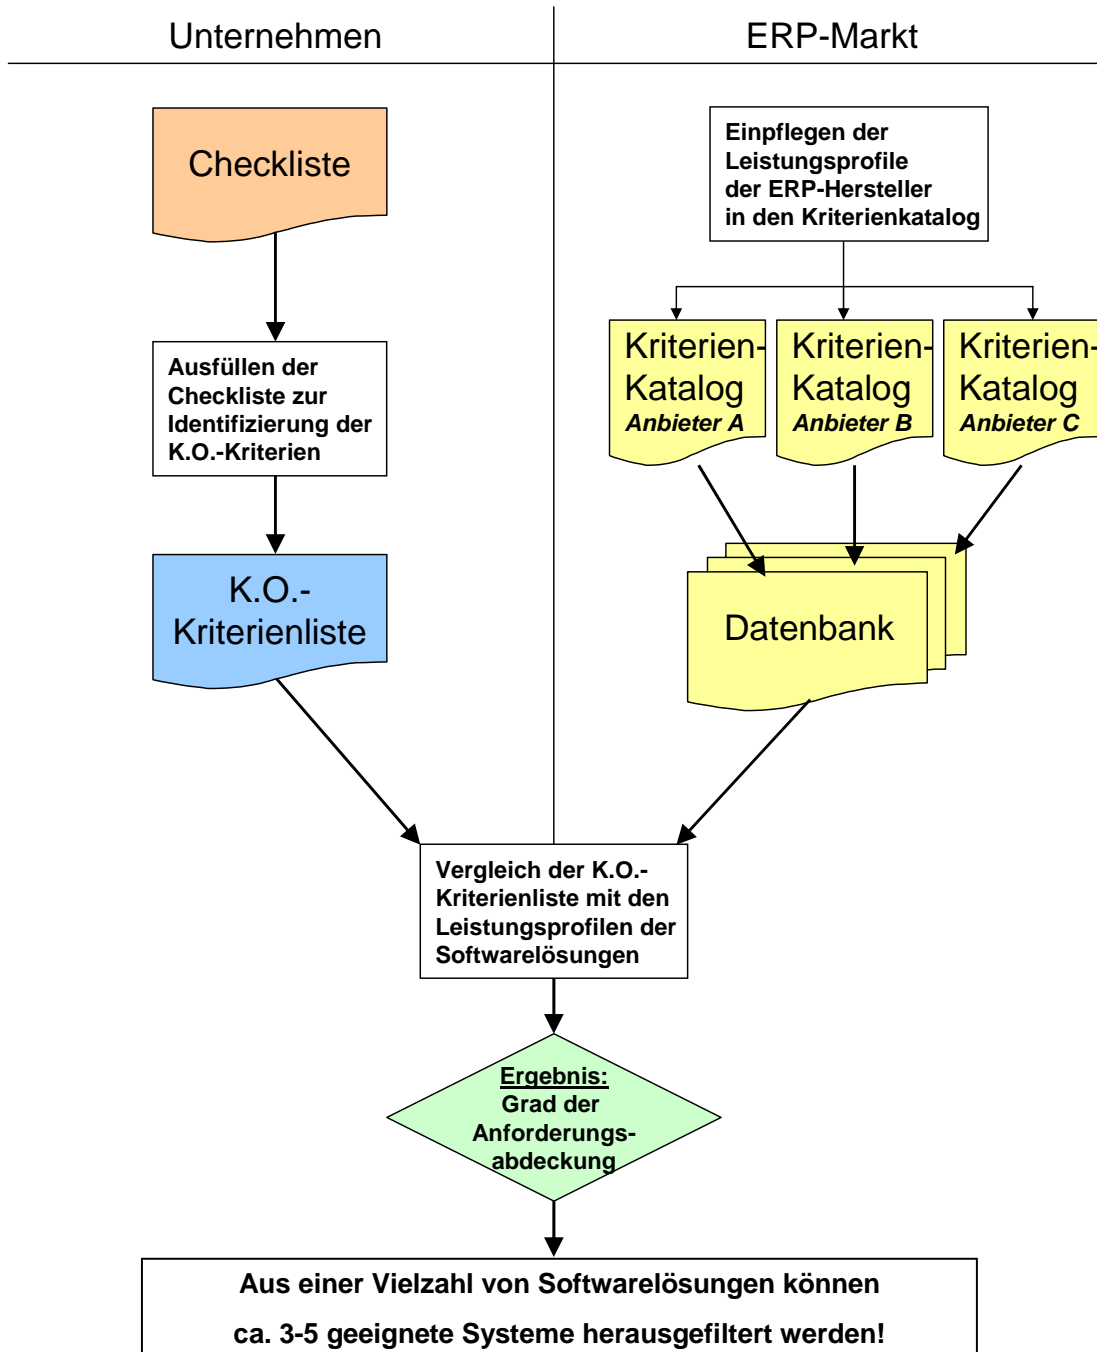 Unternehmen
ERP-Markt
Checkliste
Einpflegen der
Leistungsprofile
der ERP-Hersteller
in den Kriterienkatalog
Ausfüllen der
Checkliste zur
Identifizierung der
K.O.-Kriterien
Kriterien-
Katalog
Anbieter A
Kriterien-
Katalog
Anbieter B
Kriterien-
Katalog
Anbieter C
K.O.-
Kriterienliste
Datenbank
Vergleich der K.O.-
Kriterienliste mit den
Leistungsprofilen der
Softwarelösungen
Ergebnis:
Grad der
Anforderungs-
abdeckung
Aus einer Vielzahl von Softwarelösungen können
ca. 3-5 geeignete Systeme herausgefiltert werden!